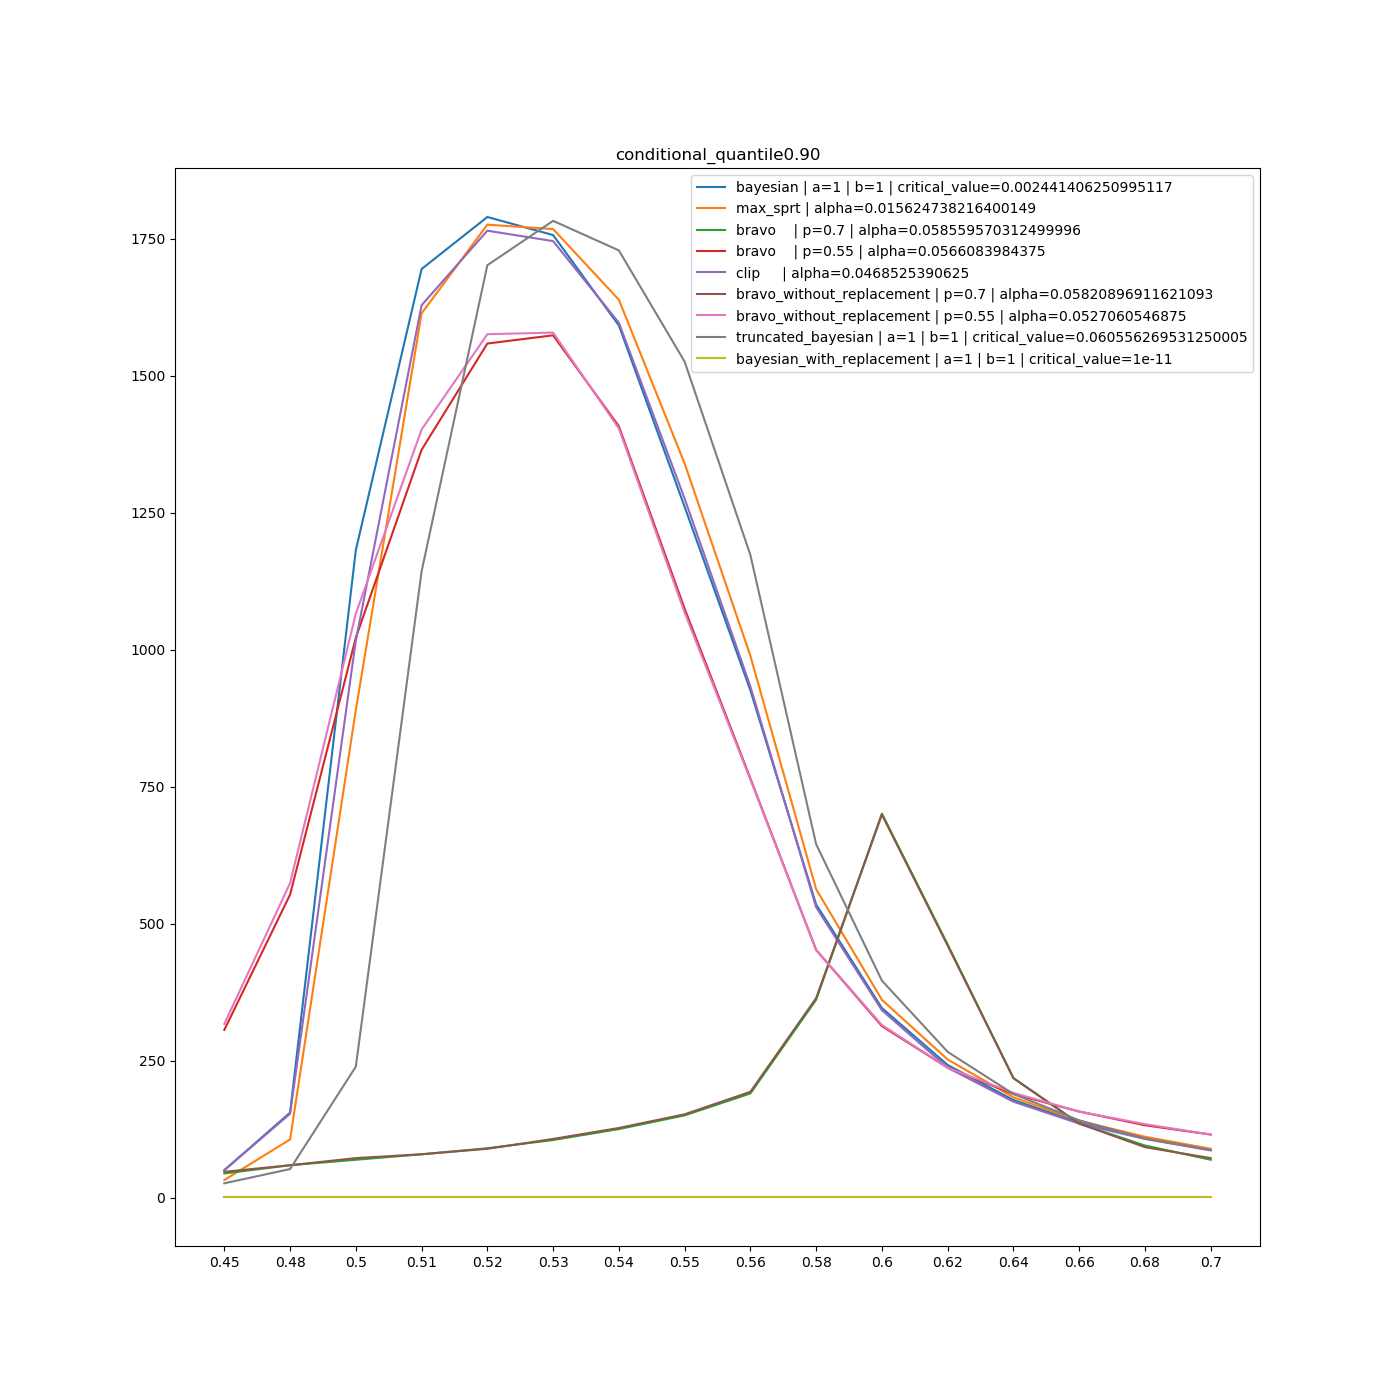 conditional_quantile0.90
bayesian | a=1 | b=1 | critical_value=0.002441406250995117
max_sprt | alpha=0.015624738216400149
bravo    | p=0.7 | alpha=0.058559570312499996
bravo    | p=0.55 | alpha=0.0566083984375
clip     | alpha=0.0468525390625
bravo_without_replacement | p=0.7 | alpha=0.05820896911621093
bravo_without_replacement | p=0.55 | alpha=0.0527060546875
truncated_bayesian | a=1 | b=1 | critical_value=0.060556269531250005
bayesian_with_replacement | a=1 | b=1 | critical_value=1e-11
1750
1500
1250
1000
750
500
250
0
0.45 0.48 0.5 0.51 0.52 0.53 0.54 0.55 0.56 0.58 0.6 0.62 0.64 0.66 0.68 0.7